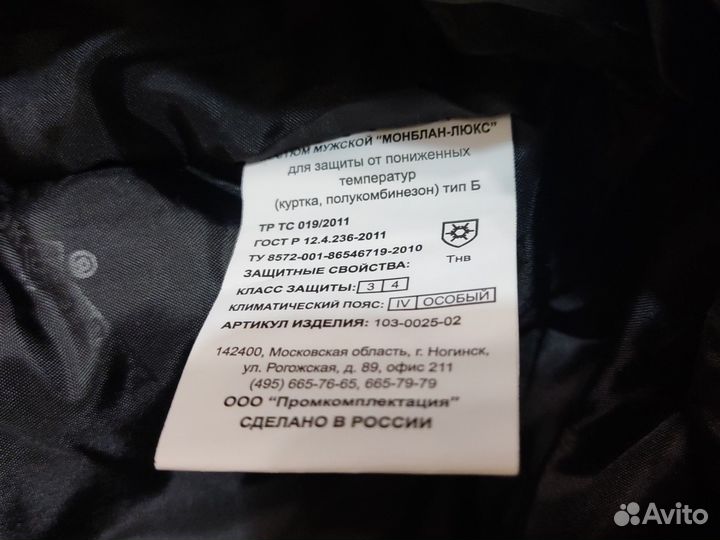 МУЖСКОЙ "МОНБЛАН-ЛЮКС"
для защиты от пониженных
температур
(куртка, полукомбинезон) тип Б
ТР ТС 019/2011
ГОСТ Р 12.4.236-2011
ТУ 8572-001-86546719-2010
Тнв
ЗАЩИТНЫЕ СВОЙСТВА:
КЛАСС ЗАЩИТЫ: 3 4
КЛИМАТИЧЕСКИЙ ПОЯС: IV ОСОБЫЙ
АРТИКУЛ ИЗДЕЛИЯ: 103-0025-02
142400, Московская область, г. Ногинск,
ул. Рогожская, д. 89, офис 211
(495) 665-76-65, 665-79-79
ООО "Промкомплектация"
СДЕЛАНО В РОССИИ
Avito